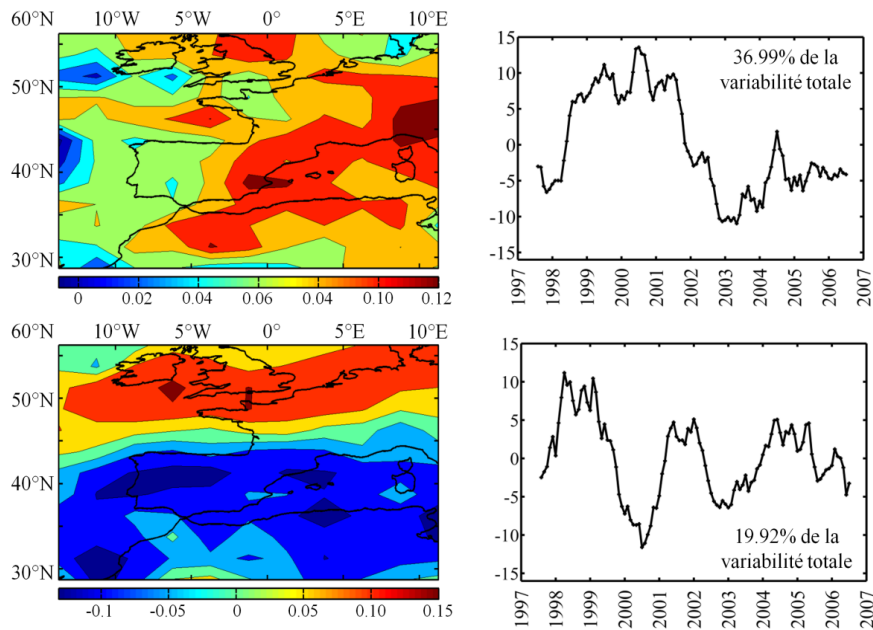 60°N 10°W 5°W 0° 5°E 10°E
50°N
40°N
30°N
0 0.02 0.04 0.06 0.04 0.10 0.12
15
10
5
0
-5
-10
-15
36.99% de la
variabilité totale
1997 1998 1999 2000 2001 2002 2003 2004 2005 2006 2007
60°N 10°W 5°W 0° 5°E 10°E
50°N
40°N
30°N
-0.1 -0.05 0 0.05 0.10 0.15
15
10
5
0
-5
-10
-15
19.92% de la
variabilité totale
1997 1998 1999 2000 2001 2002 2003 2004 2005 2006 2007